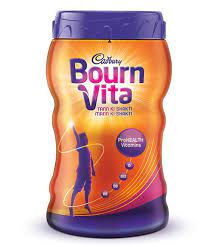 Cadbury
Bourn
Vita
TANN KI SHAKTI
MANN KI SHAKTI
ProHEALTH
Vitamins